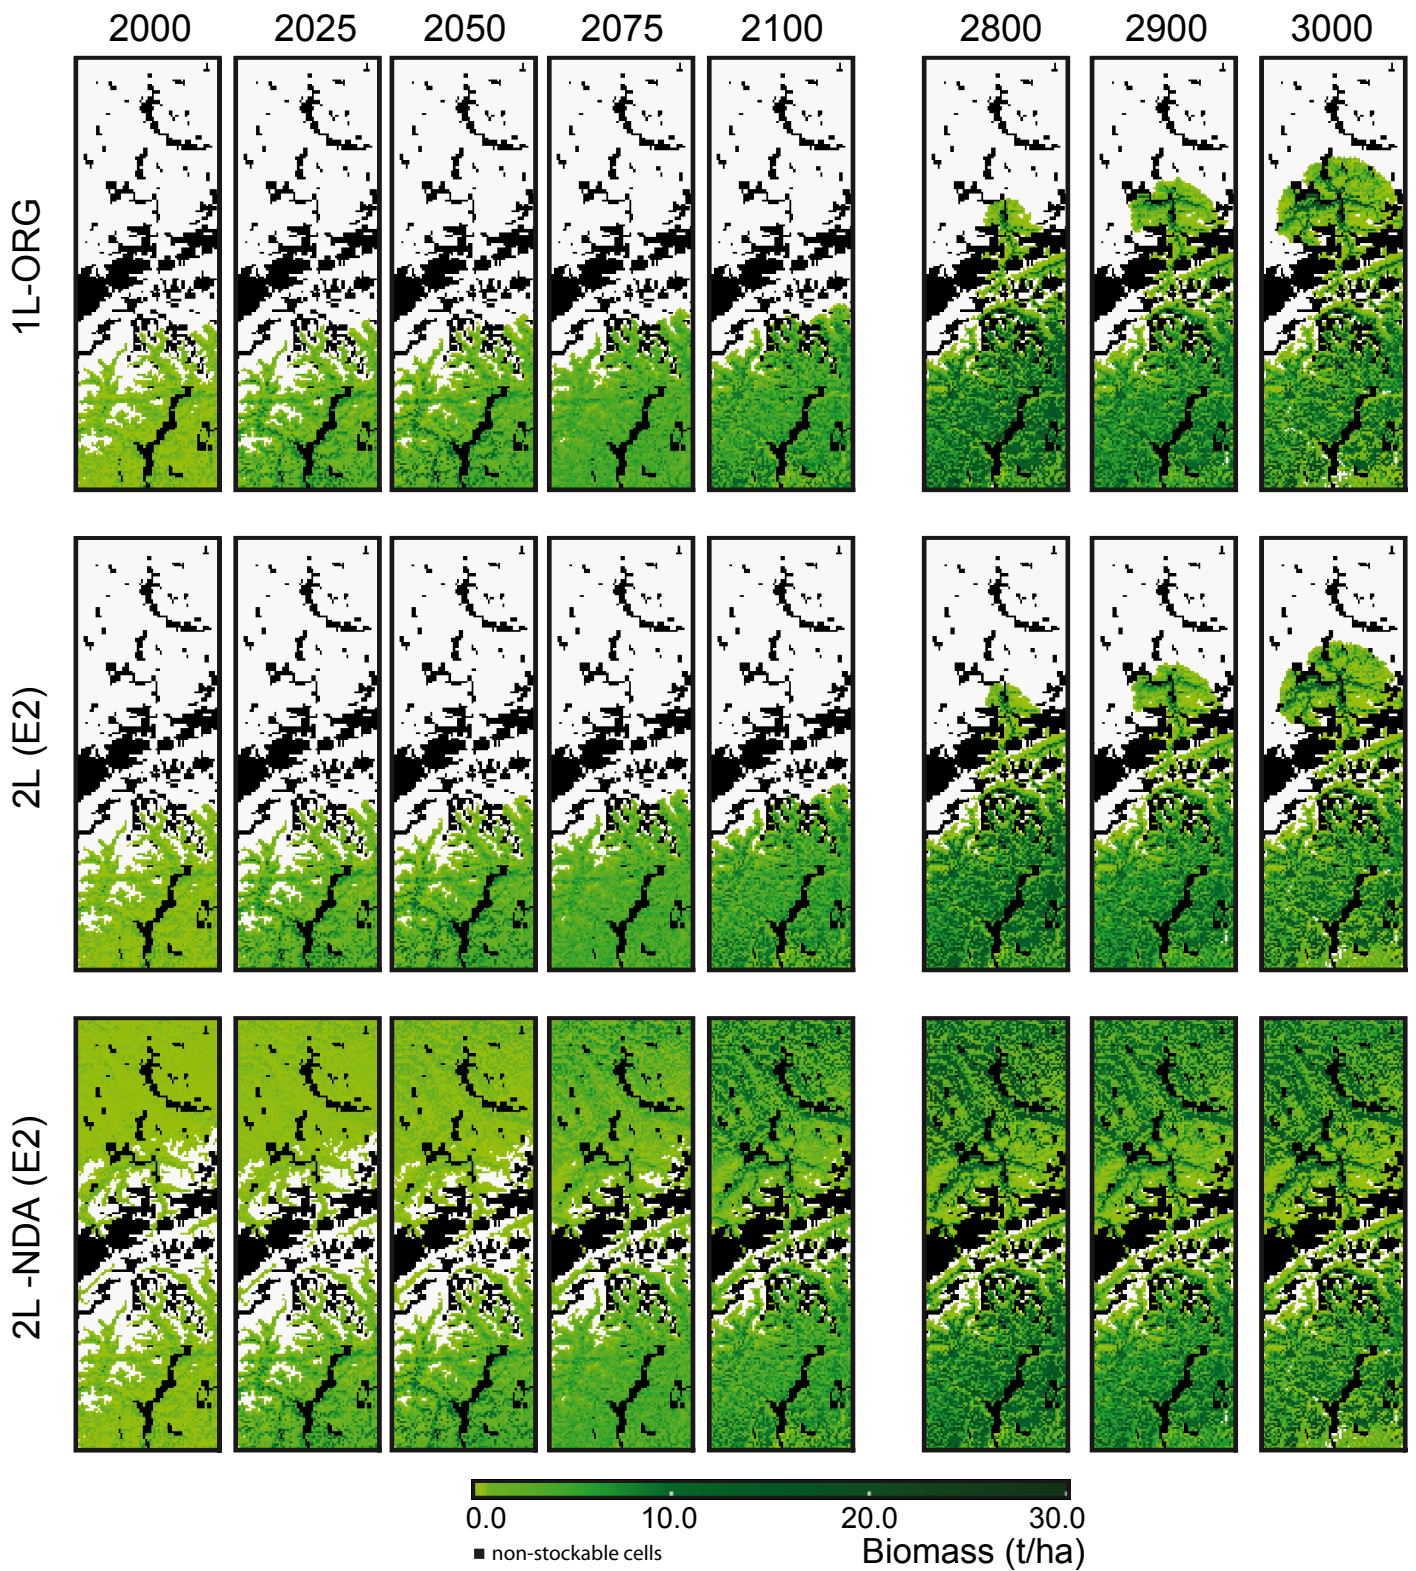 2000 2025 2050 2075 2100 2800 2900 3000
1L-ORG
2L (E2)
2L -NDA (E2)
0.0 10.0 20.0 30.0
■ non-stockable cells Biomass (t/ha)